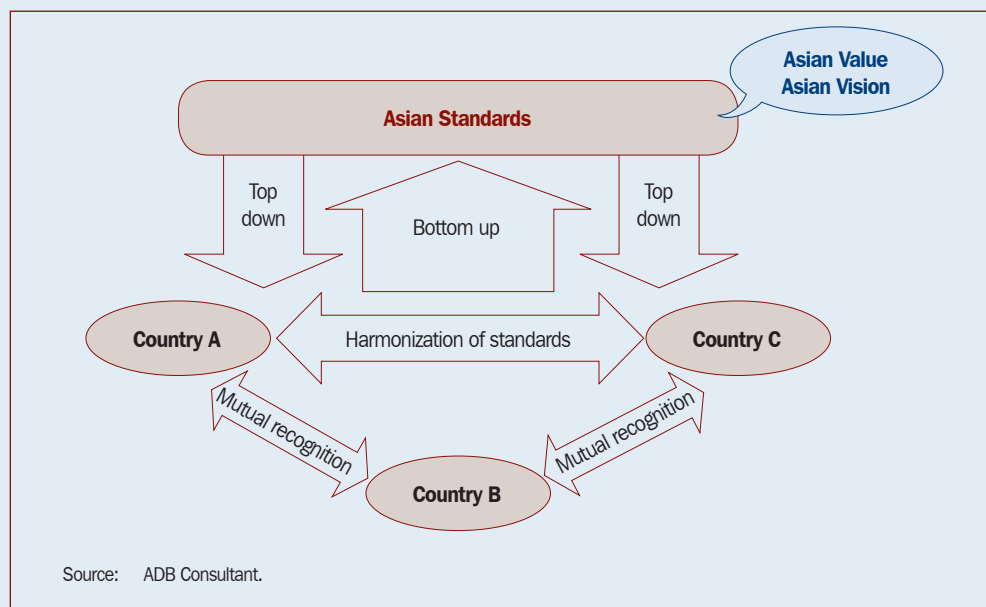 Asian Value
Asian Vision
Asian Standards
Top
down
Bottom up
Top
down
Country A
Harmonization of standards
Country C
Mutual recognition
Mutual recognition
Country B
Source: ADB Consultant.